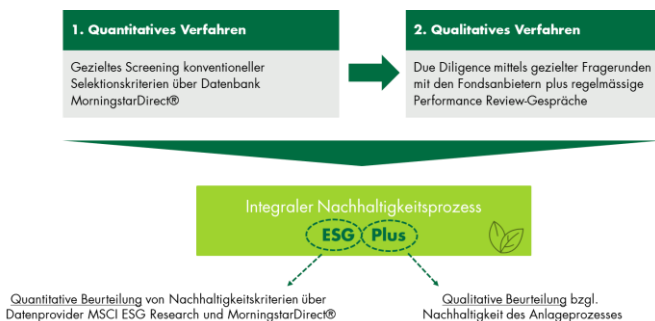 1. Quantitatives Verfahren
Gezieltes Screening konventioneller
Selektionskriterien über Datenbank
MorningstarDirect®
2. Qualitatives Verfahren
Due Diligence mittels gezielter Fragerunden
mit den Fondsanbietern plus regelmässige
Performance Review-Gespräche
Integraler Nachhaltigkeitsprozess
ESG Plus
Quantitative Beurteilung von Nachhaltigkeitskriterien über
Datenprovider MSCI ESG Research und MorningstarDirect®
Qualitative Beurteilung bzgl.
Nachhaltigkeit des Anlageprozesses